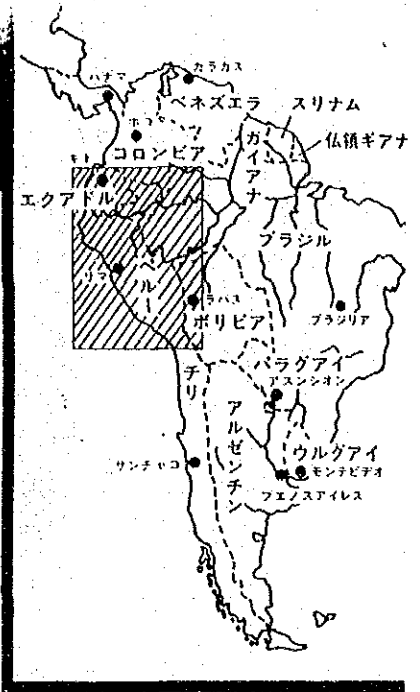 パナマ
カラカス
ベネズエラ
スリナム
ボゴタ
ガイアナ
仏領ギアナ
コロンビア
キト
エクアドル
ブラジル
リマ
ペルー
ラパス
ボリビア
ブラジリア
パラグアイ
アスンシオン
チリ
アルゼンチン
ウルグアイ
サンチャゴ
モンテビデオ
ブエノスアイレス